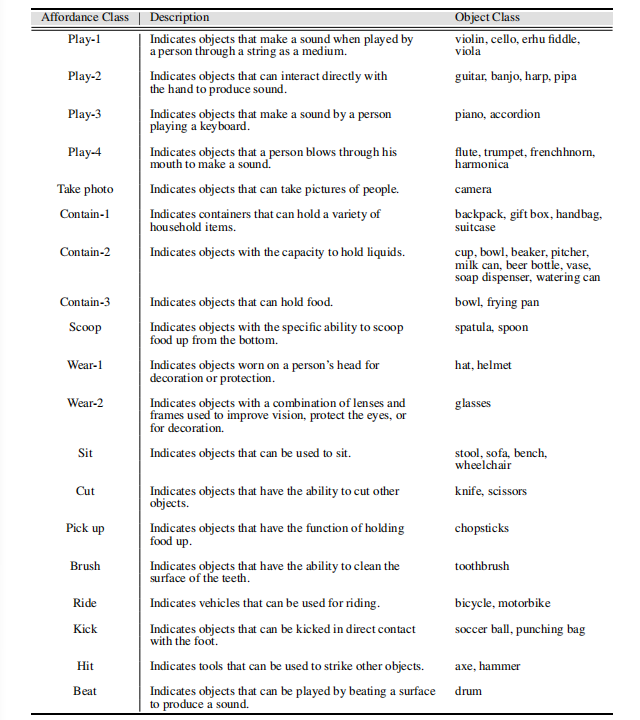 Affordance Class Description Object Class
Play-1 Indicates objects that make a sound when played by violin, cello, erhu fiddle,
a person through a string as a medium. viola
Play-2 Indicates objects that can interact directly with guitar, banjo, harp, pipa
the hand to produce sound.
Play-3 Indicates objects that make a sound by a person piano, accordion
playing a keyboard.
Play-4 Indicates objects that a person blows through his flute, trumpet, frenchhnorn,
mouth to make a sound. harmonica
Take photo Indicates objects that can take pictures of people. camera
Contain-1 Indicates containers that can hold a variety of backpack, gift box, handbag,
household items. suitcase
Contain-2 Indicates objects with the capacity to hold liquids. cup, bowl, beaker, pitcher,
milk can, beer bottle, vase,
soap dispenser, watering can
Contain-3 Indicates objects that can hold food. bowl, frying pan
Scoop Indicates objects with the specific ability to scoop spatula, spoon
food up from the bottom.
Wear-1 Indicates objects worn on a person's head for hat, helmet
decoration or protection.
Wear-2 Indicates objects with a combination of lenses and glasses
frames used to improve vision, protect the eyes, or
for decoration.
Sit Indicates objects that can be used to sit. stool, sofa, bench,
wheelchair
Cut Indicates objects that have the ability to cut other knife, scissors
objects.
Pick up Indicates objects that have the function of holding chopsticks
food up.
Brush Indicates objects that have the ability to clean the toothbrush
surface of the teeth.
Ride Indicates vehicles that can be used for riding. bicycle, motorbike
Kick Indicates objects that can be kicked in direct contact soccer ball, punching bag
with the foot.
Hit Indicates tools that can be used to strike other objects. axe, hammer
Beat Indicates objects that can be played by beating a surface drum
to produce a sound.